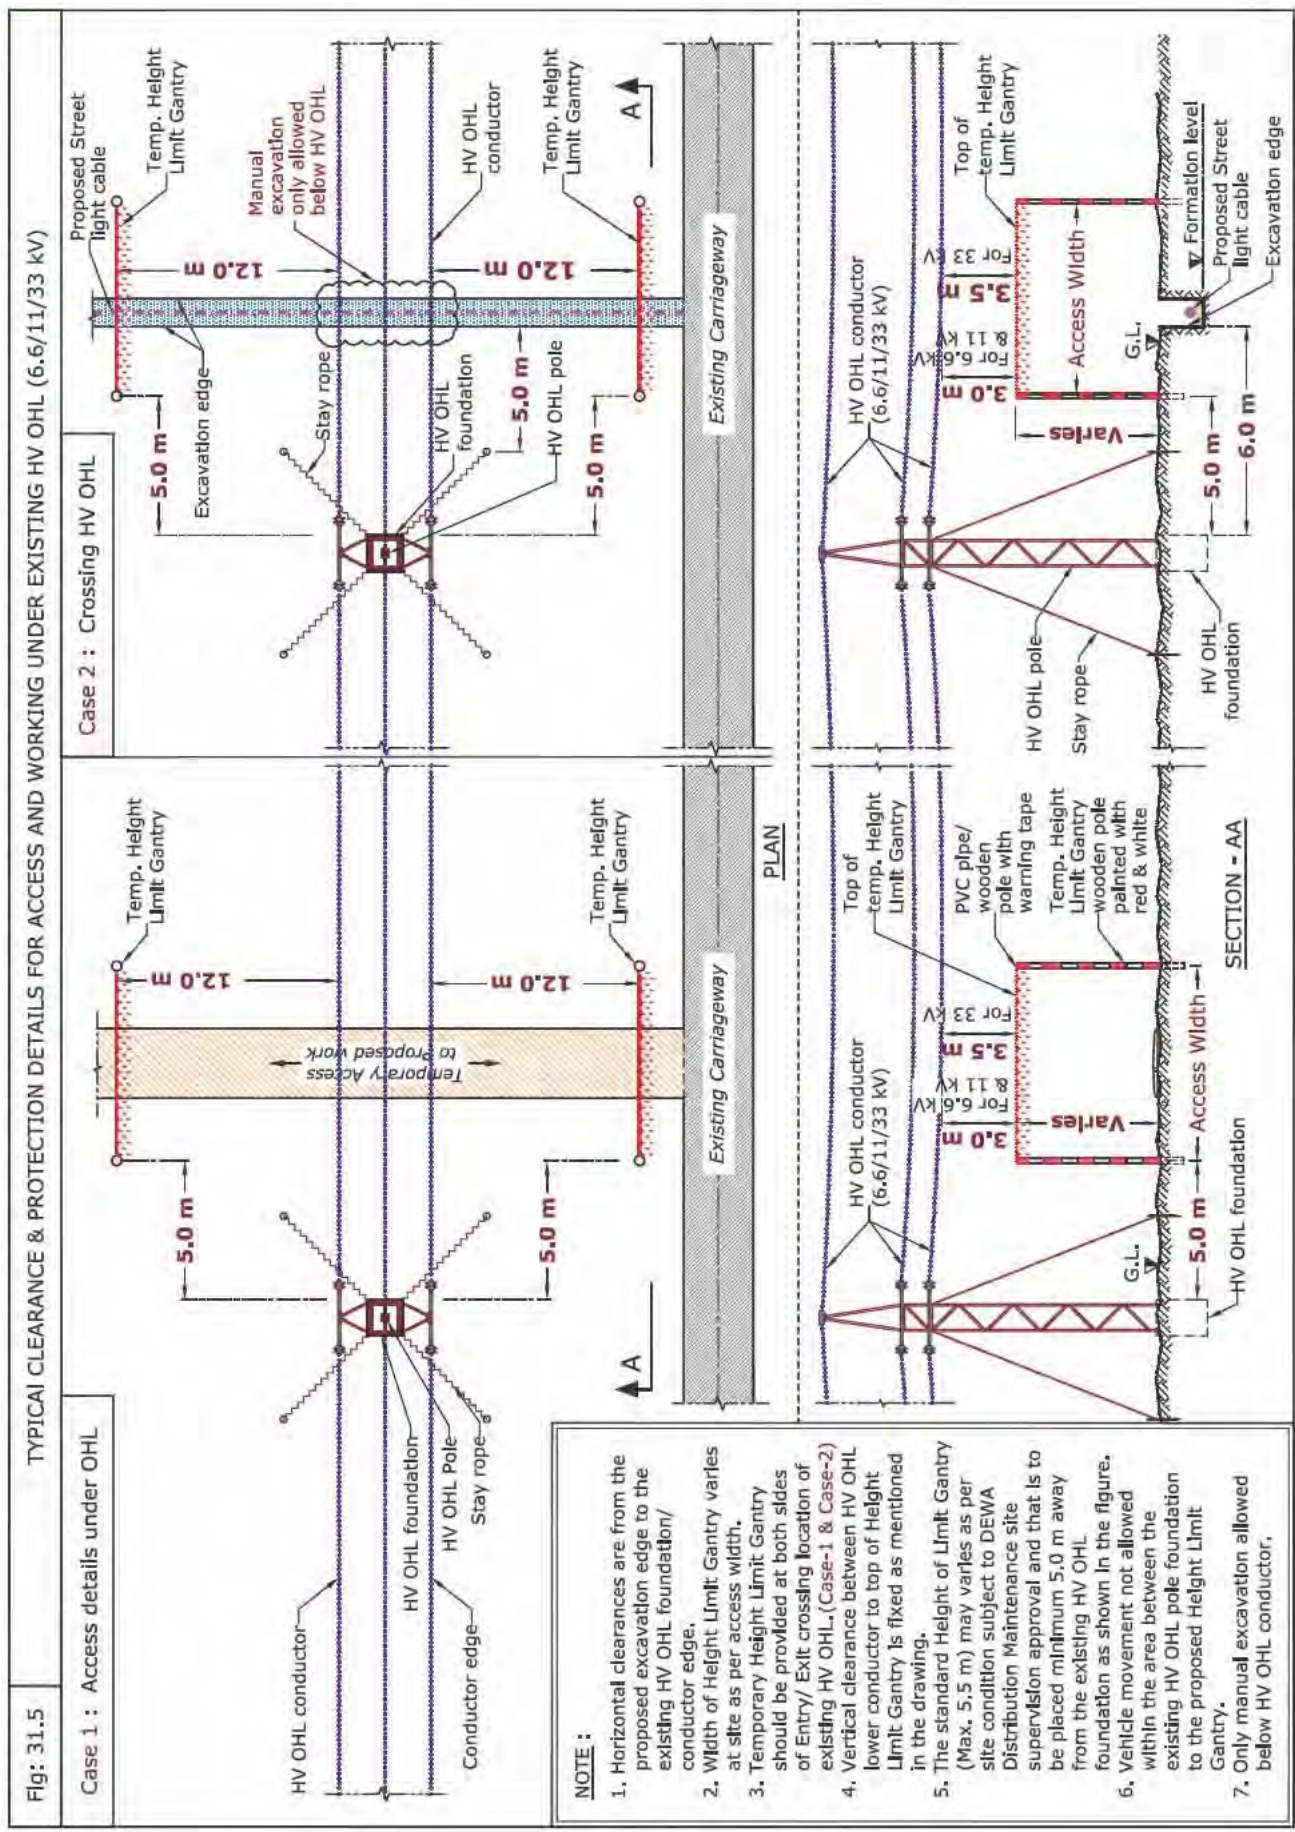 Fig: 31.5
TYPICAL CLEARANCE & PROTECTION DETAILS FOR ACCESS AND WORKING UNDER EXISTING HV OHL (6.6/11/33 kV)
Case 1 : Access details under OHL
HV OHL conductor
HV OHL foundation
HV OHL Pole
Stay rope
Conductor edge
5.0 m
5.0 m
Temp. Height
Limit Gantry
12.0 m
Temporary Access
to Proposed work
12.0 m
Temp. Height
Limit Gantry
Existing Carriageway
A
Case 2 : Crossing HV OHL
Proposed Street
light cable
Temp. Height
Limit Gantry
5.0 m
Excavation edge
12.0 m
Manual
excavation
only allowed
below HV OHL
Stay rope
HV OHL
foundation
HV OHL pole
5.0 m
5.0 m
HV OHL
conductor
12.0 m
Temp. Height
Limit Gantry
Existing Carriageway
A
PLAN
HV OHL conductor
(6.6/11/33 kV)
Top of
temp. Height
Limit Gantry
3.0 m
For 6.6 kV
& 11 kV
3.5 m
For 33 kV
PVC pipe/
wooden
pole with
warning tape
Temp. Height
Limit Gantry
wooden pole
painted with
red & white
Varies
G.L.
5.0 m
Access Width
HV OHL foundation
HV OHL conductor
(6.6/11/33 kV)
Top of
temp. Height
Limit Gantry
3.0 m
For 6.6 kV
& 11 kV
3.5 m
For 33 kV
Varies
Access Width
HV OHL pole
Stay rope
HV OHL
foundation
G.L.
5.0 m
6.0 m
Formation level
Proposed Street
light cable
Excavation edge
SECTION - AA
NOTE :
1. Horizontal clearances are from the
proposed excavation edge to the
existing HV OHL foundation/
conductor edge.
2. Width of Height Limit Gantry varies
at site as per access width.
3. Temporary Height Limit Gantry
should be provided at both sides
of Entry/ Exit crossing location of
existing HV OHL.(Case-1 & Case-2)
4. Vertical clearance between HV OHL
lower conductor to top of Height
Limit Gantry is fixed as mentioned
in the drawing.
5. The standard Height of Limit Gantry
(Max. 5.5 m) may varies as per
site condition subject to DEWA
Distribution Maintenance site
supervision approval and that is to
be placed minimum 5.0 m away
from the existing HV OHL
foundation as shown in the figure.
6. Vehicle movement not allowed
within the area between the
existing HV OHL pole foundation
to the proposed Height Limit
Gantry.
7. Only manual excavation allowed
below HV OHL conductor.